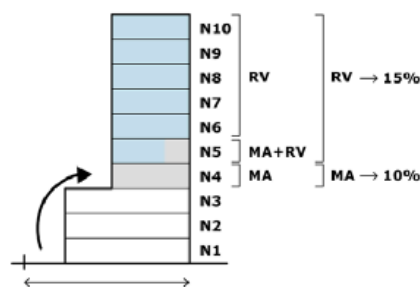 N10
N9
N8 RV RV → 15%
N7
N6
N5 MA+RV
N4 MA MA → 10%
N3
N2
N1